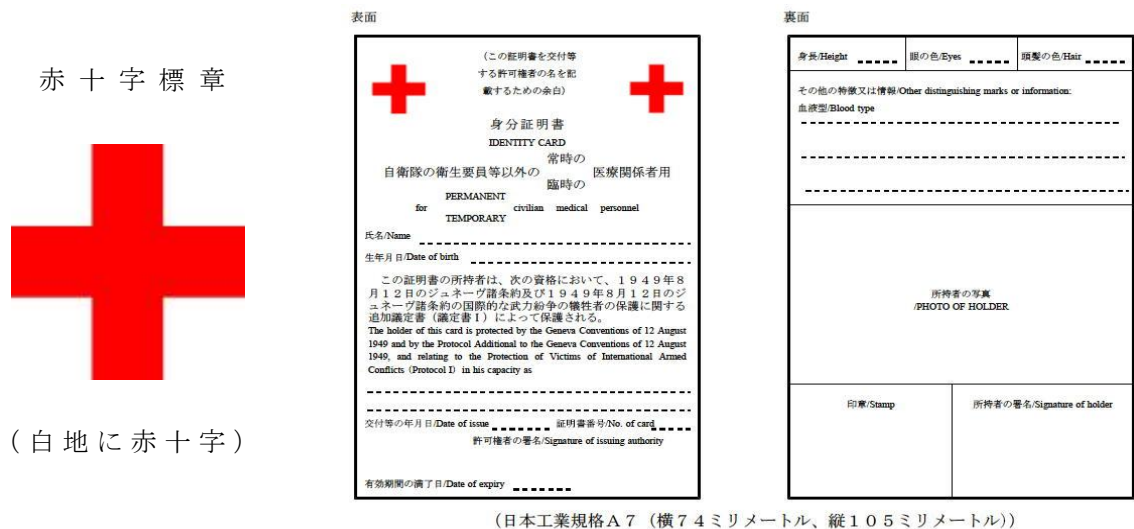 赤十字標章
(白地に赤十字)
表面
(この証明書を交付等
する許可権者の名を記
載するための余白)
身分証明書
IDENTITY CARD
常時の
自衛隊の衛生要員等以外の 医療関係者用
臨時の
PERMANENT
for civilian medical personnel
TEMPORARY
氏名/Name
生年月日/Date of birth
この証明書の所持者は、次の資格において、1949年8
月12日のジュネーヴ諸条約及び1949年8月12日のジ
ュネーヴ諸条約の国際的な武力紛争の犠牲者の保護に関する
追加議定書(議定書Ⅰ)によって保護される。
The holder of this card is protected by the Geneva Conventions of 12 August
1949 and by the Protocol Additional to the Geneva Conventions of 12 August
1949, and relating to the Protection of Victims of International Armed
Conflicts (Protocol I) in his capacity as
交付等の年月日/Date of issue 証明書番号/No. of card
許可権者の署名/Signature of issuing authority
有効期間の満了日/Date of expiry
裏面
身長/Height 眼の色/Eyes 頭髪の色/Hair
その他の特徴又は情報/Other distinguishing marks or information:
血液型/Blood type
所持者の写真
/PHOTO OF HOLDER
印章/Stamp 所持者の署名/Signature of holder
(日本工業規格A7(横74ミリメートル、縦105ミリメートル))